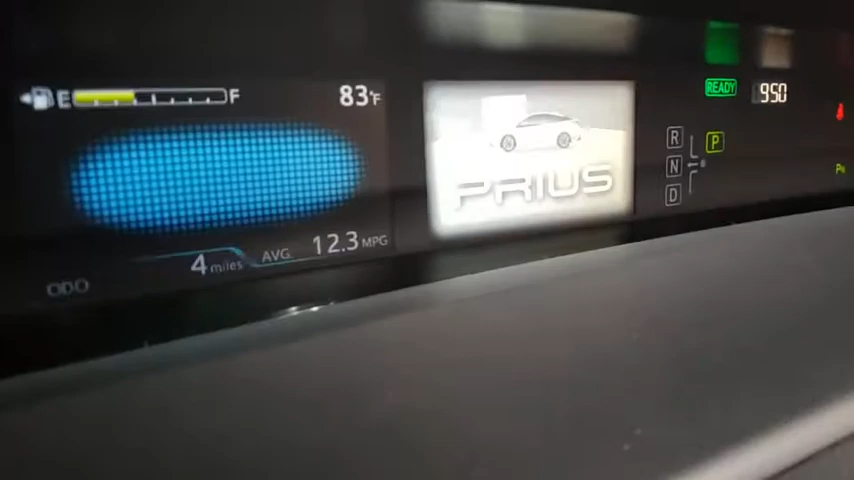 E F 83°F
READY 950
R
N P
D
PRIUS
AVG. 12.3 MPG
4 miles
ODO